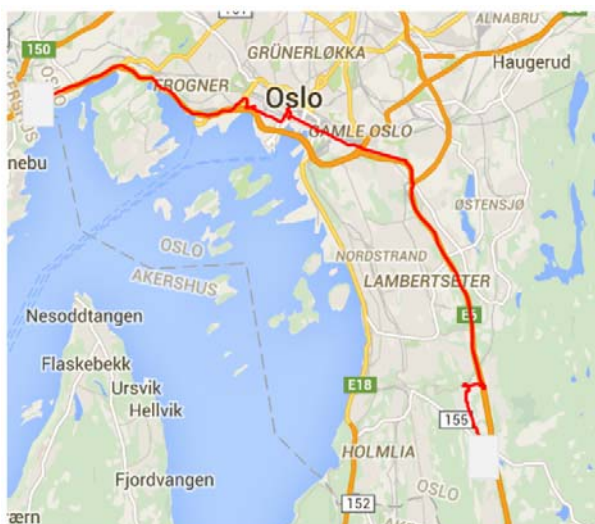 ALNABRU
150
GRÜNERLØKKA
Haugerud
OSLO
FROGNER
Oslo
GAMLE OSLO
nebu
ØSTENSJØ
OSLO
AKERSHUS
NORDSTRAND
LAMBERTSETER
Nesoddtangen
E6
Flaskebekk
Ursvik
Hellvik
E18
155
HOLMLIA
Fjordvangen
OSLO
152